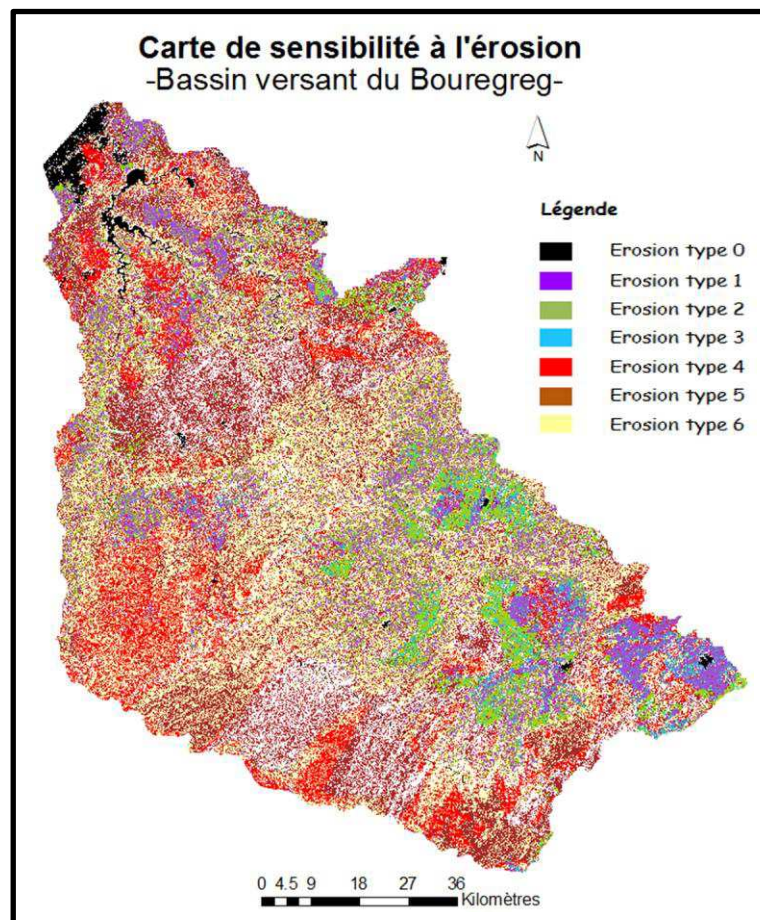 Carte de sensibilité à l'érosion
-Bassin versant du Bouregreg-
N
Légende
Erosion type 0
Erosion type 1
Erosion type 2
Erosion type 3
Erosion type 4
Erosion type 5
Erosion type 6
0 4.5 9 18 27 36
Kilomètres